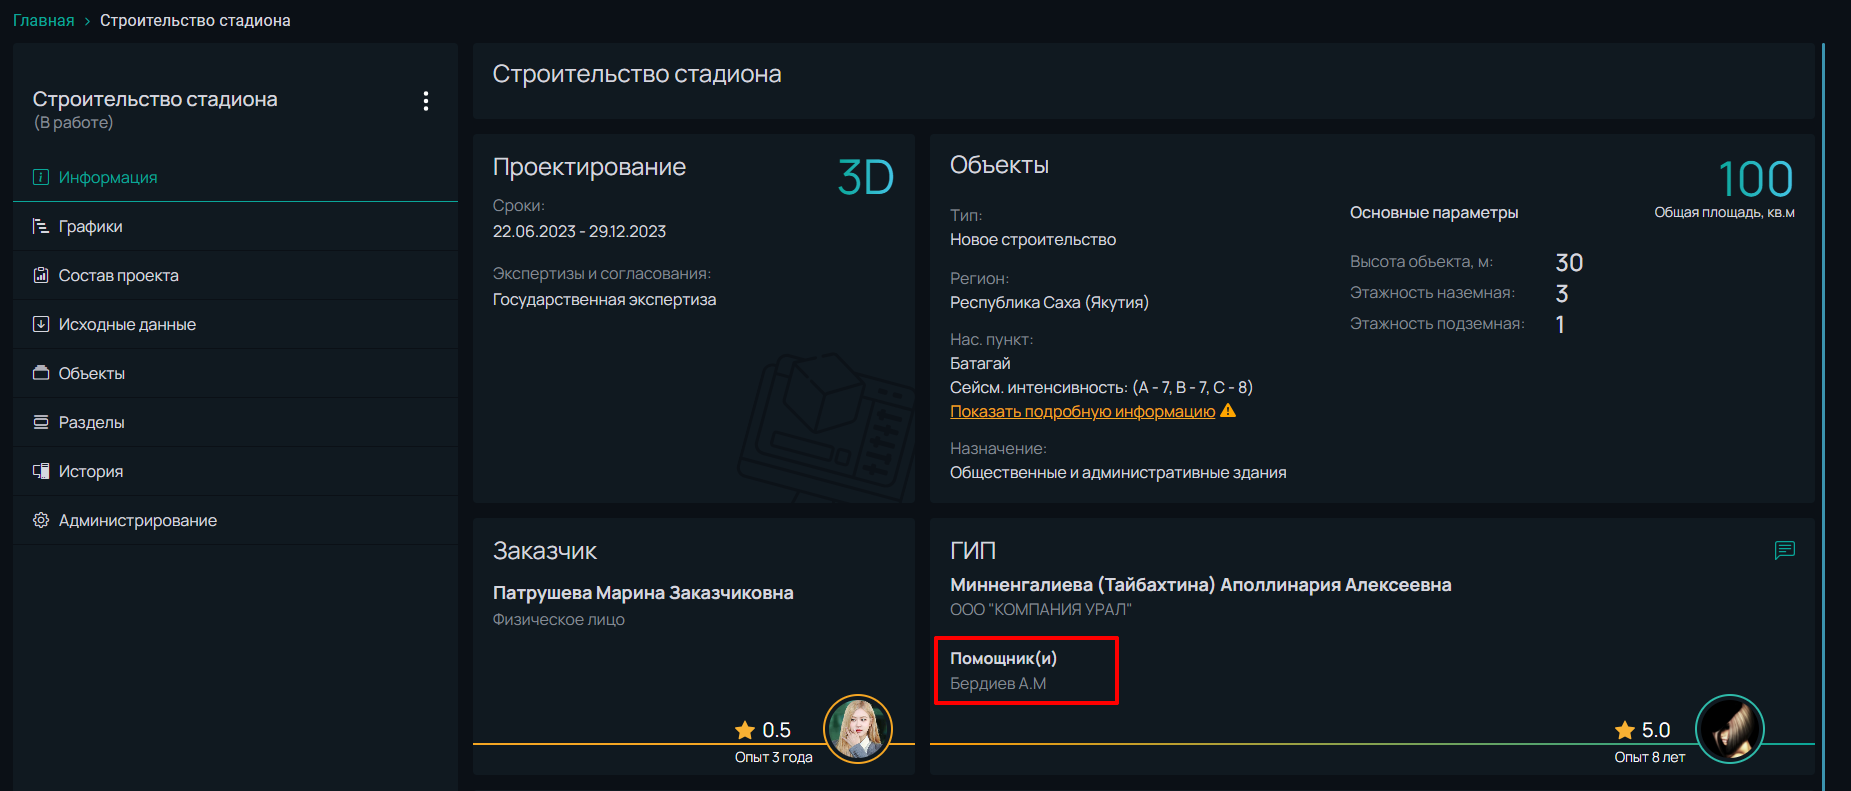 Главная › Строительство стадиона
Строительство стадиона
(В работе)
Информация
Графики
Состав проекта
Исходные данные
Объекты
Разделы
История
Администрирование
Строительство стадиона
Проектирование
3D
Сроки:
22.06.2023 - 29.12.2023
Экспертизы и согласования:
Государственная экспертиза
Объекты
100
Общая площадь, кв.м
Тип:
Новое строительство
Регион:
Республика Саха (Якутия)
Нас. пункт:
Батагай
Сейсм. интенсивность: (A - 7, B - 7, C - 8)
Показать подробную информацию
Назначение:
Общественные и административные здания
Основные параметры
Высота объекта, м: 30
Этажность наземная: 3
Этажность подземная: 1
Заказчик
Патрушева Марина Заказчиковна
Физическое лицо
0.5
Опыт 3 года
ГИП
Минненгалиева (Тайбахтина) Аполлинария Алексеевна
ООО "КОМПАНИЯ УРАЛ"
Помощник(и)
Бердиев А.М
5.0
Опыт 8 лет